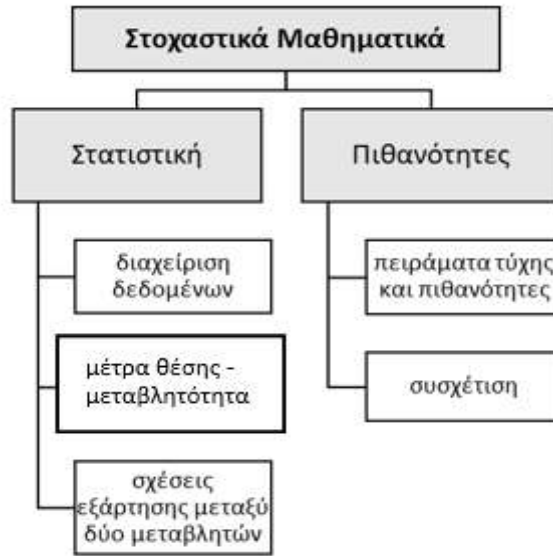 Στοχαστικά Μαθηματικά
Στατιστική
διαχείριση
δεδομένων
μέτρα θέσης -
μεταβλητότητα
σχέσεις
εξάρτησης μεταξύ
δύο μεταβλητών
Πιθανότητες
πειράματα τύχης
και πιθανότητες
συσχέτιση